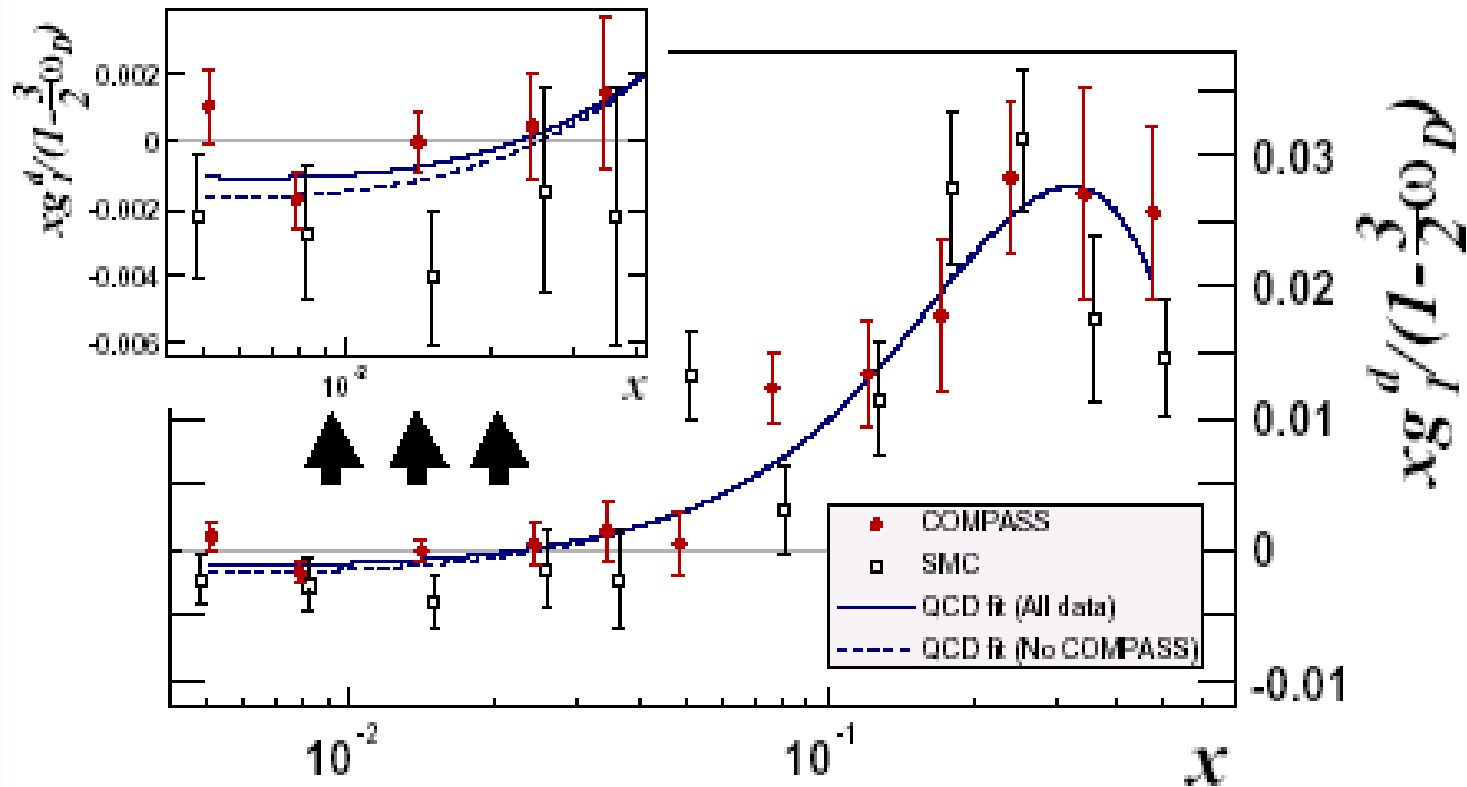 xg₁ᵈ/(1-3/2ω_D)
0.002
0
-0.002
-0.004
-0.006
10⁻²
x
0.03
0.02
0.01
0
-0.01
xg₁ᵈ/(1-3/2ω_D)
COMPASS
SMC
QCD fit (All data)
QCD fit (No COMPASS)
10⁻²
10⁻¹
x